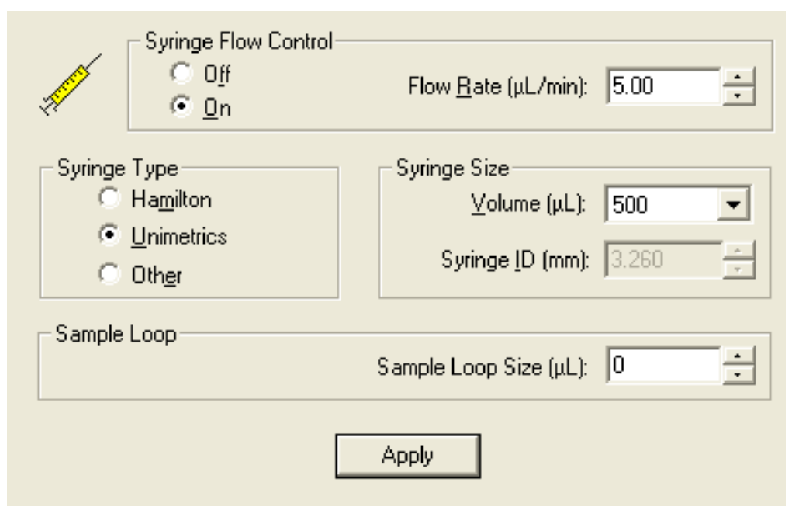 Syringe Flow Control
Off
On
Flow Rate (µL/min): 5.00
Syringe Type
Hamilton
Unimetrics
Other
Syringe Size
Volume (µL): 500
Syringe ID (mm): 3.260
Sample Loop
Sample Loop Size (µL): 0
Apply